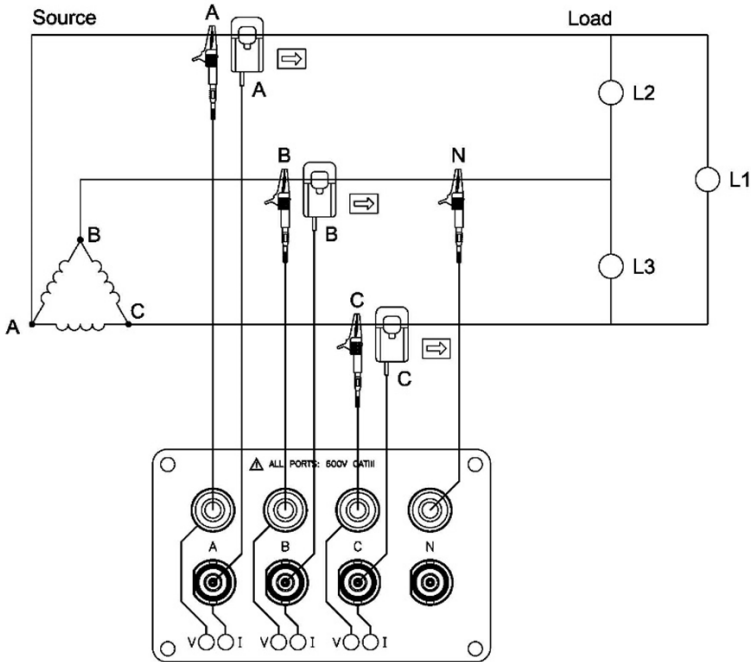 A
Source
Load
A
L2
B
N
L1
B
B
L3
C
A
C
C
⚠ ALL PORTS: 600V CATIII
A B C N
V I V I V I